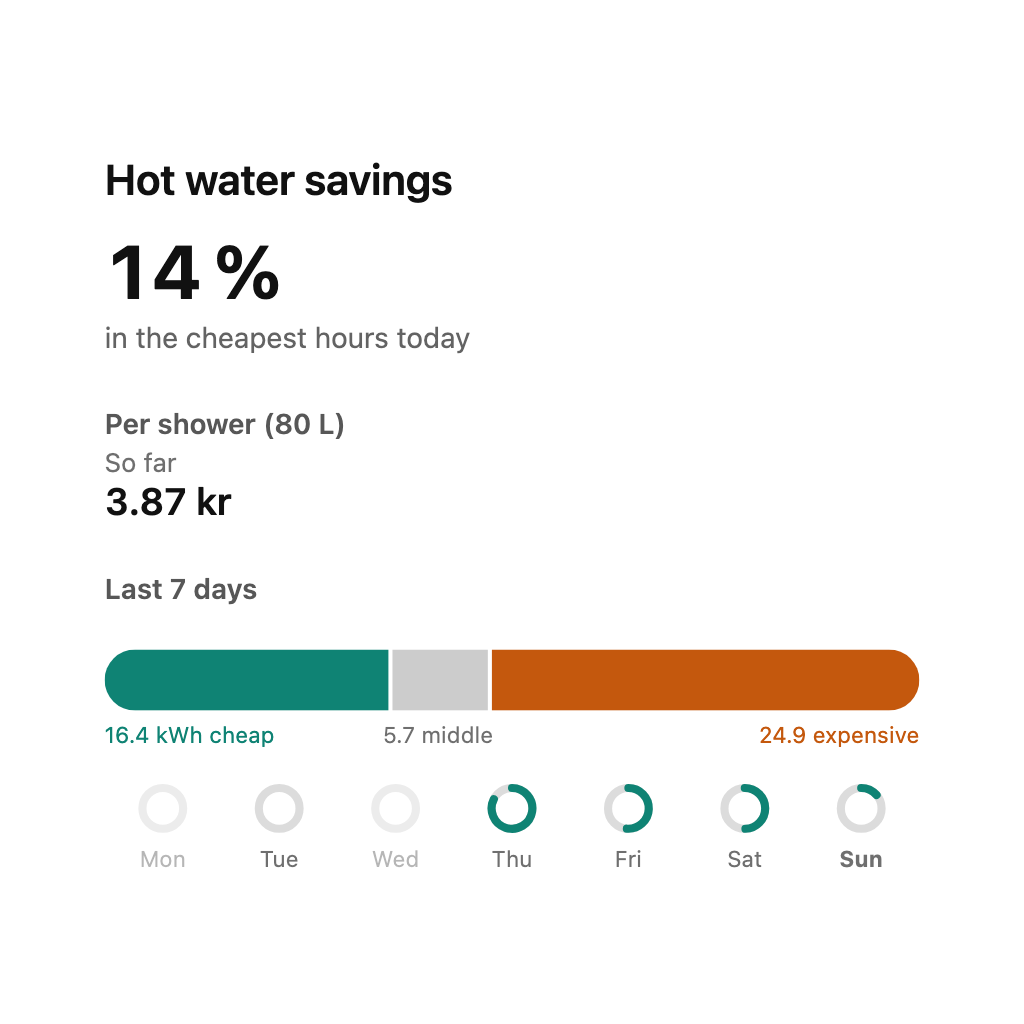 Hot water savings
14 %
in the cheapest hours today
Per shower (80 L)
So far
3.87 kr
Last 7 days
16.4 kWh cheap 5.7 middle 24.9 expensive
Mon Tue Wed Thu Fri Sat Sun